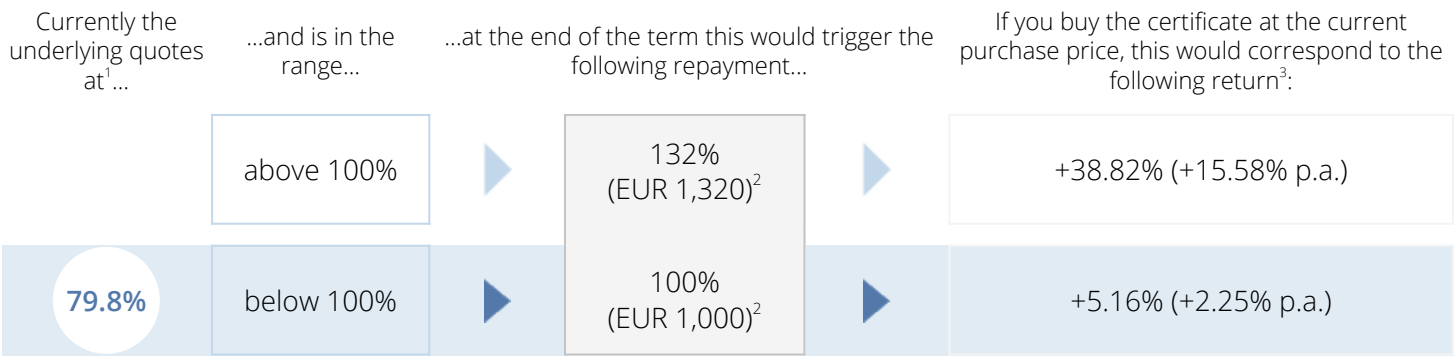 Currently the
underlying quotes
at¹...
...and is in the
range...
...at the end of the term this would trigger the
following repayment...
If you buy the certificate at the current
purchase price, this would correspond to the
following return³:
above 100%
132%
(EUR 1,320)²
+38.82% (+15.58% p.a.)
79.8%
below 100%
100%
(EUR 1,000)²
+5.16% (+2.25% p.a.)